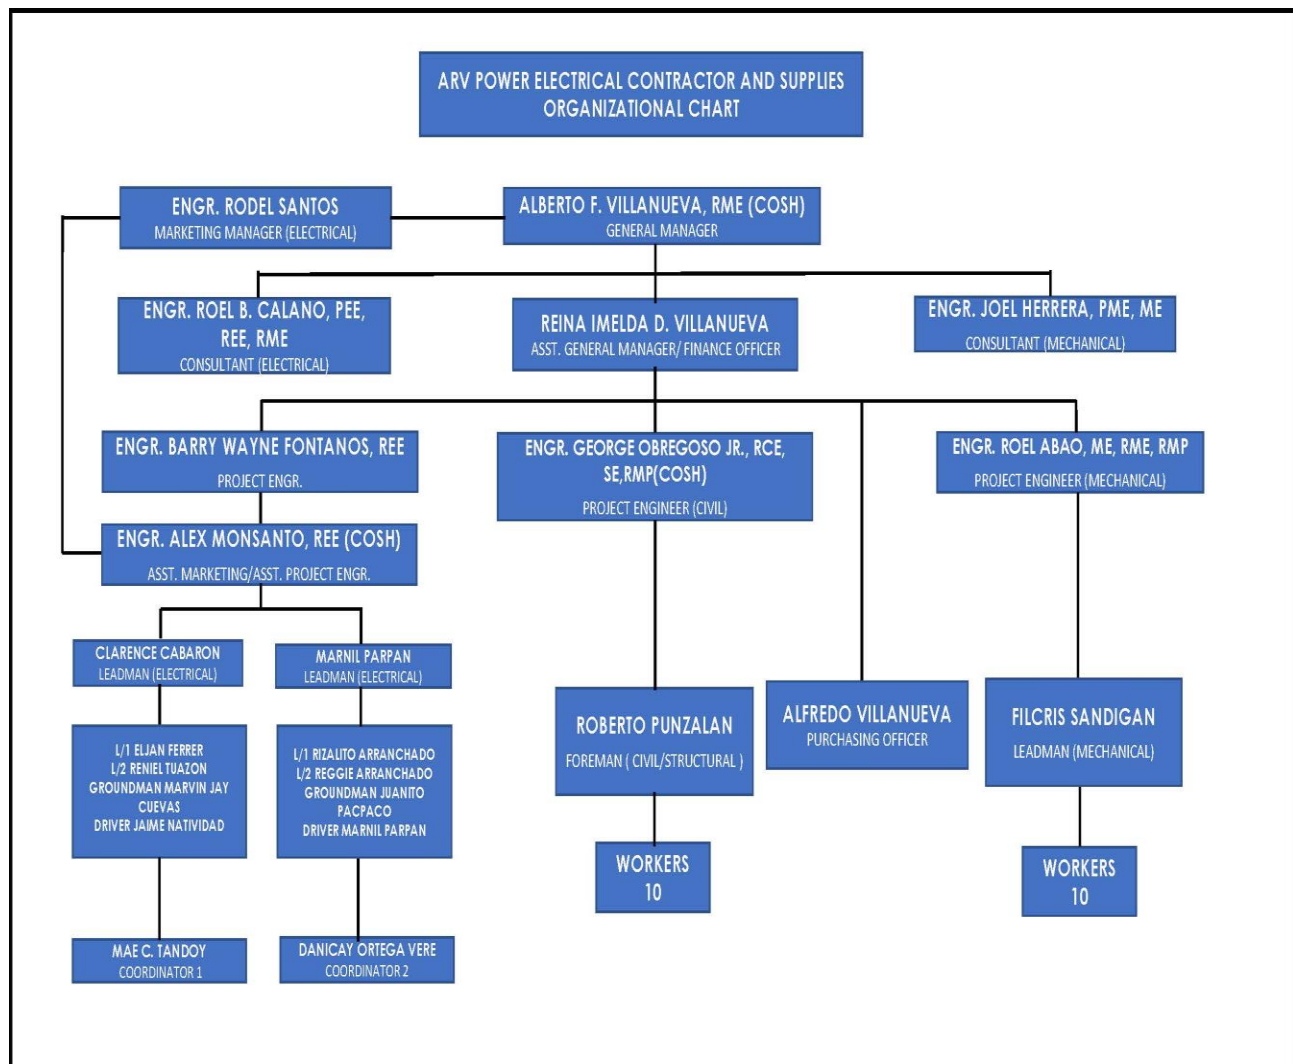 ARV POWER ELECTRICAL CONTRACTOR AND SUPPLIES
ORGANIZATIONAL CHART
ENGR. RODEL SANTOS
MARKETING MANAGER (ELECTRICAL)
ALBERTO F. VILLANUEVA, RME (COSH)
GENERAL MANAGER
ENGR. ROEL B. CALANO, PEE,
REE, RME
CONSULTANT (ELECTRICAL)
REINA IMELDA D. VILLANUEVA
ASST. GENERAL MANAGER/ FINANCE OFFICER
ENGR. JOEL HERRERA, PME, ME
CONSULTANT (MECHANICAL)
ENGR. BARRY WAYNE FONTANOS, REE
PROJECT ENGR.
ENGR. GEORGE OBREGOSO JR., RCE,
SE,RMP(COSH)
PROJECT ENGINEER (CIVIL)
ENGR. ROEL ABAO, ME, RME, RMP
PROJECT ENGINEER (MECHANICAL)
ENGR. ALEX MONSANTO, REE (COSH)
ASST. MARKETING/ASST. PROJECT ENGR.
CLARENCE CABARON
LEADMAN (ELECTRICAL)
MARNIL PARPAN
LEADMAN (ELECTRICAL)
ROBERTO PUNZALAN
FOREMAN ( CIVIL/STRUCTURAL )
ALFREDO VILLANUEVA
PURCHASING OFFICER
FILCRIS SANDIGAN
LEADMAN (MECHANICAL)
L/1 ELJAN FERRER
L/2 RENIEL TUAZON
GROUNDMAN MARVIN JAY
CUEVAS
DRIVER JAIME NATIVIDAD
L/1 RIZALITO ARRANCHADO
L/2 REGGIE ARRANCHADO
GROUNDMAN JUANITO
PACPACO
DRIVER MARNIL PARPAN
WORKERS
10
WORKERS
10
MAE C. TANDOY
COORDINATOR 1
DANICAY ORTEGA VERE
COORDINATOR 2